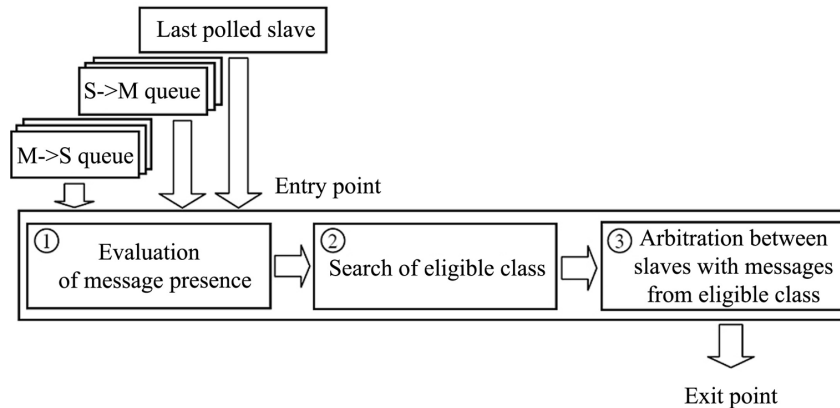 Last polled slave
S->M queue
M->S queue
Entry point
1
Evaluation
of message presence
2
Search of eligible class
3
Arbitration between
slaves with messages
from eligible class
Exit point